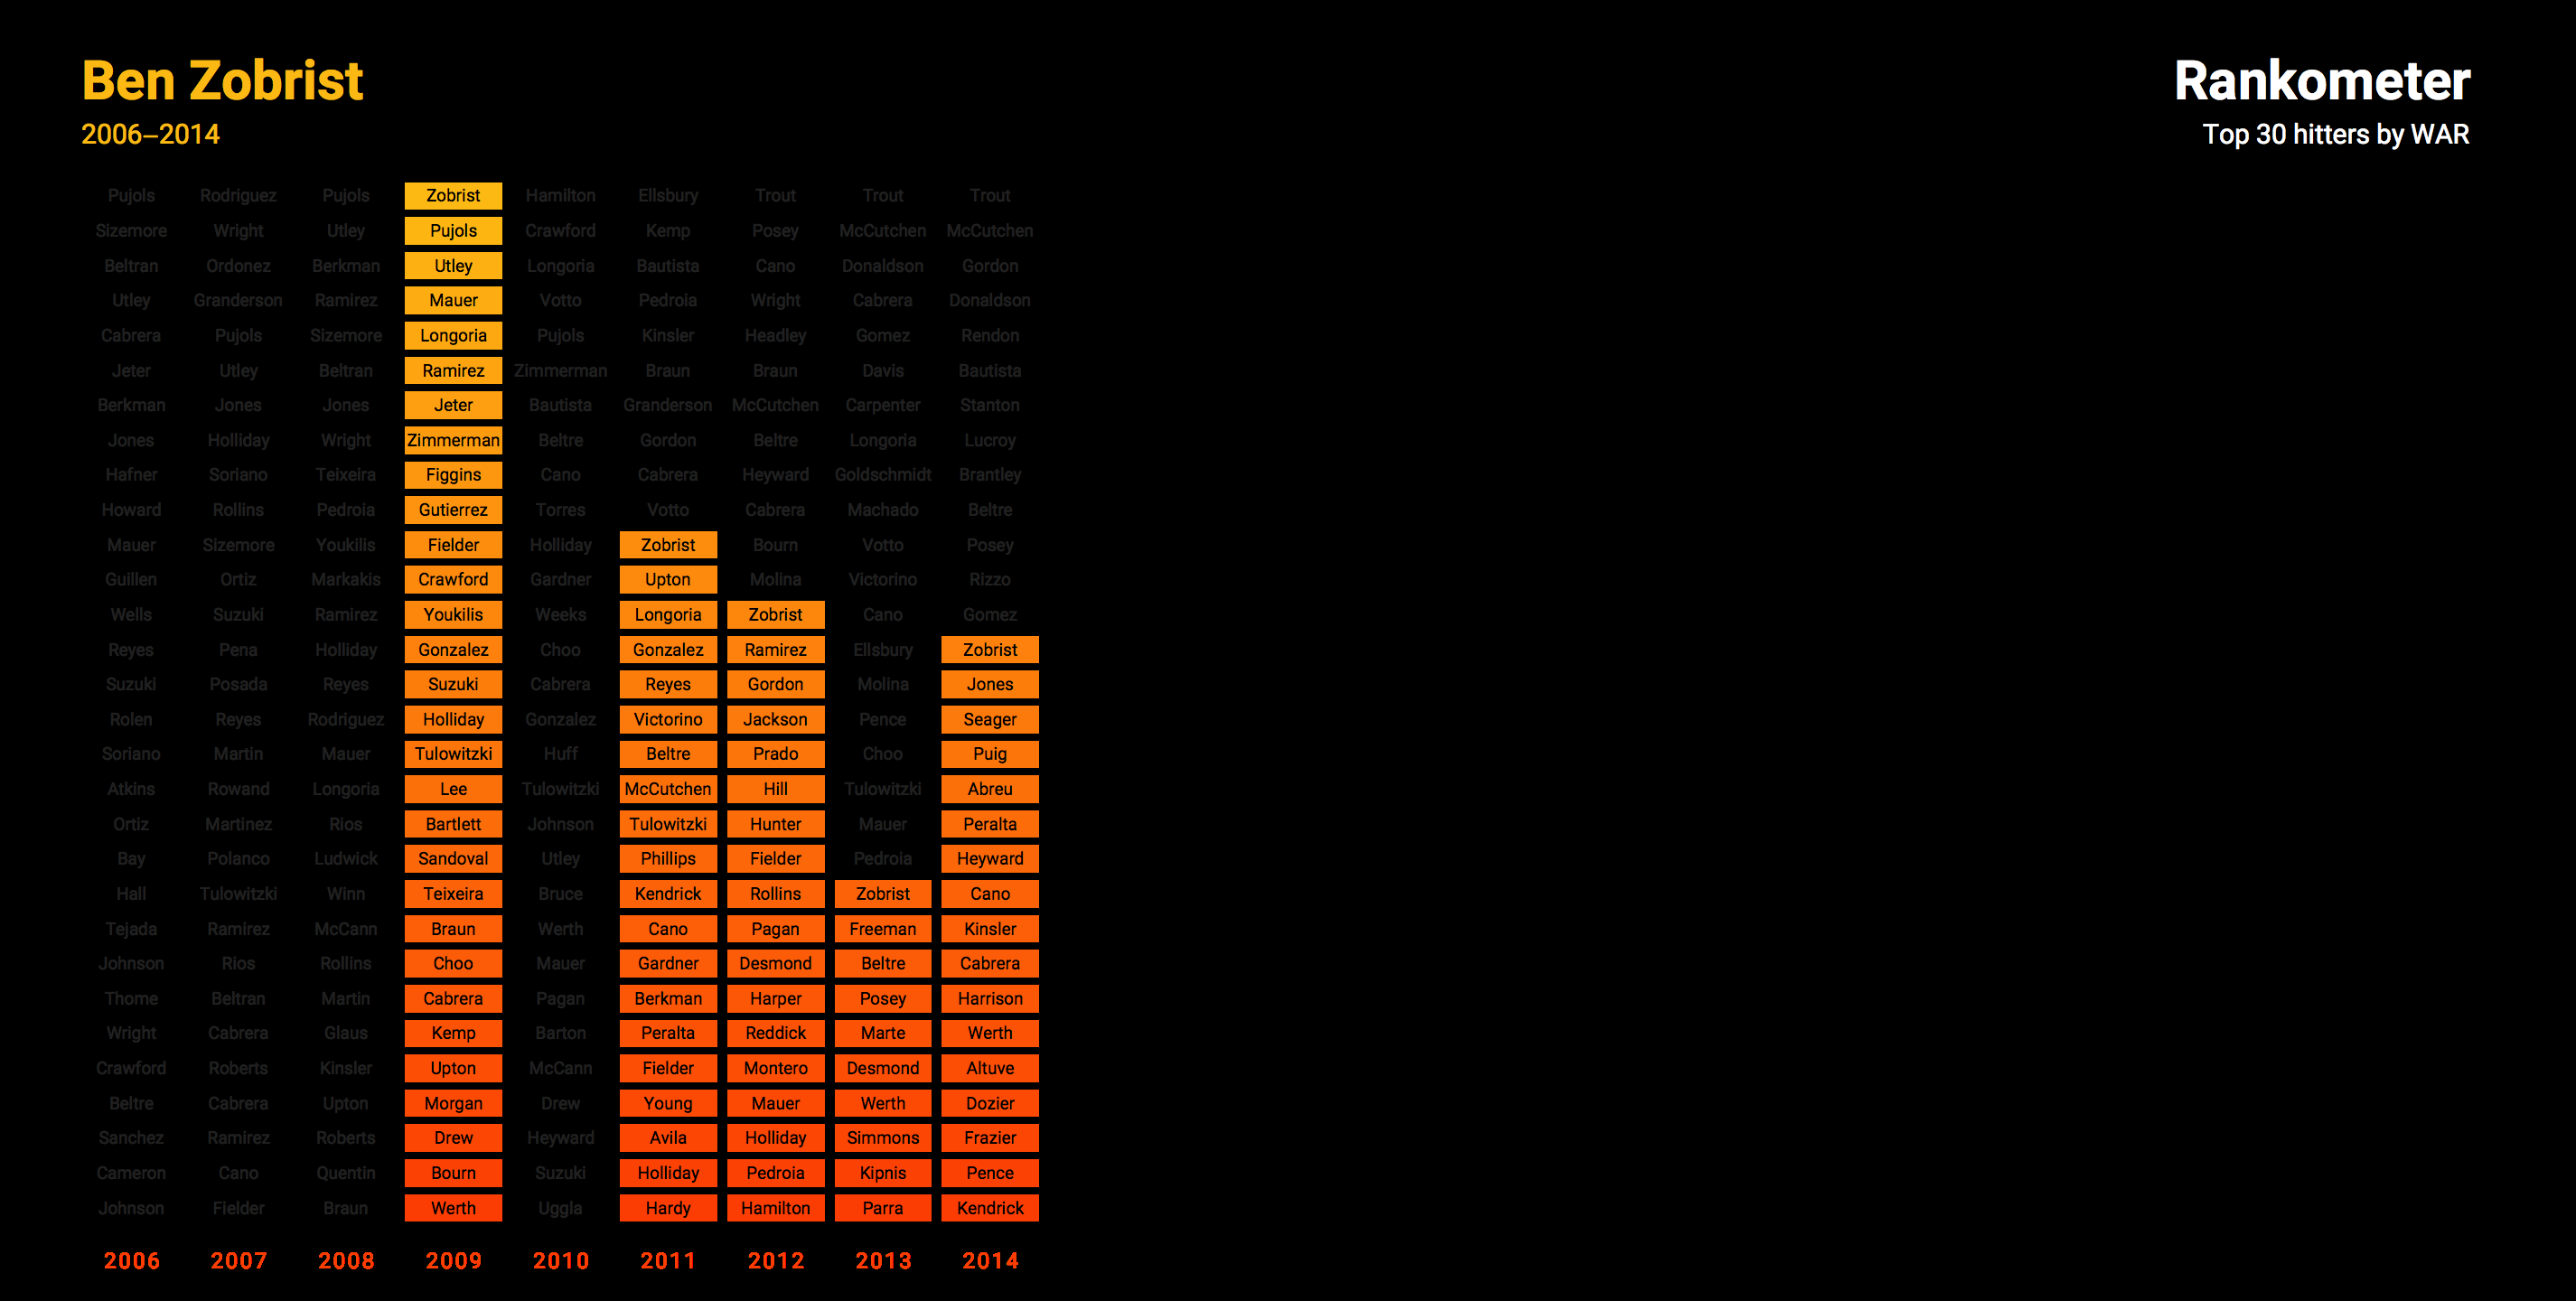 Ben Zobrist
2006–2014
Rankometer
Top 30 hitters by WAR
Pujols Rodriguez Pujols Zobrist Hamilton Ellsbury Trout Trout Trout
Sizemore Wright Utley Pujols Crawford Kemp Posey McCutchen McCutchen
Beltran Ordonez Berkman Utley Longoria Bautista Cano Donaldson Gordon
Utley Granderson Ramirez Mauer Votto Pedroia Wright Cabrera Donaldson
Cabrera Pujols Sizemore Longoria Pujols Kinsler Headley Gomez Rendon
Jeter Utley Beltran Ramirez Zimmerman Braun Braun Davis Bautista
Berkman Jones Jones Jeter Bautista Granderson McCutchen Carpenter Stanton
Jones Holliday Wright Zimmerman Beltre Gordon Beltre Longoria Lucroy
Hafner Soriano Teixeira Figgins Cano Cabrera Heyward Goldschmidt Brantley
Howard Rollins Pedroia Gutierrez Torres Votto Cabrera Machado Beltre
Mauer Sizemore Youkilis Fielder Holliday Zobrist Bourn Votto Posey
Guillen Ortiz Markakis Crawford Gardner Upton Molina Victorino Rizzo
Wells Suzuki Ramirez Youkilis Weeks Longoria Zobrist Cano Gomez
Reyes Pena Holliday Gonzalez Choo Gonzalez Ramirez Ellsbury Zobrist
Suzuki Posada Reyes Suzuki Cabrera Reyes Gordon Molina Jones
Rolen Reyes Rodriguez Holliday Gonzalez Victorino Jackson Pence Seager
Soriano Martin Mauer Tulowitzki Huff Beltre Prado Choo Puig
Atkins Rowand Longoria Lee Tulowitzki McCutchen Hill Tulowitzki Abreu
Ortiz Martinez Rios Bartlett Johnson Tulowitzki Hunter Mauer Peralta
Bay Polanco Ludwick Sandoval Utley Phillips Fielder Pedroia Heyward
Hall Tulowitzki Winn Teixeira Bruce Kendrick Rollins Zobrist Cano
Tejada Ramirez McCann Braun Werth Cano Pagan Freeman Kinsler
Johnson Rios Rollins Choo Mauer Gardner Desmond Beltre Cabrera
Thome Beltran Martin Cabrera Pagan Berkman Harper Posey Harrison
Wright Cabrera Glaus Kemp Barton Peralta Reddick Marte Werth
Crawford Roberts Kinsler Upton McCann Fielder Montero Desmond Altuve
Beltre Cabrera Upton Morgan Drew Young Mauer Werth Dozier
Sanchez Ramirez Roberts Drew Heyward Avila Holliday Simmons Frazier
Cameron Cano Quentin Bourn Suzuki Holliday Pedroia Kipnis Pence
Johnson Fielder Braun Werth Uggla Hardy Hamilton Parra Kendrick
2006 2007 2008 2009 2010 2011 2012 2013 2014